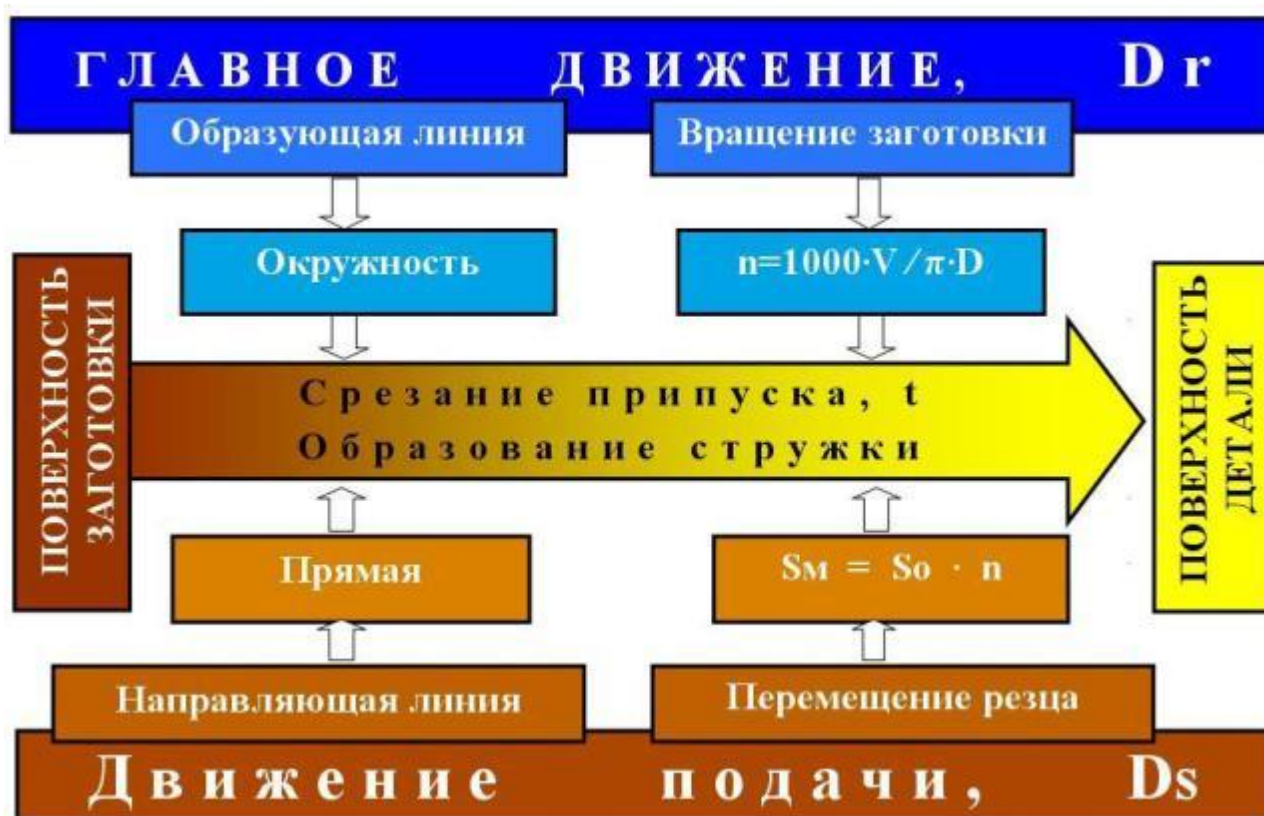 ГЛАВНОЕ ДВИЖЕНИЕ, Dr
Образующая линия
Вращение заготовки
Окружность
n=1000·V/π·D
ПОВЕРХНОСТЬ
ЗАГОТОВКИ
Срезание припуска, t
Образование стружки
ПОВЕРХНОСТЬ
ДЕТАЛИ
Прямая
Sм = So · n
Направляющая линия
Перемещение резца
Движение подачи, Ds